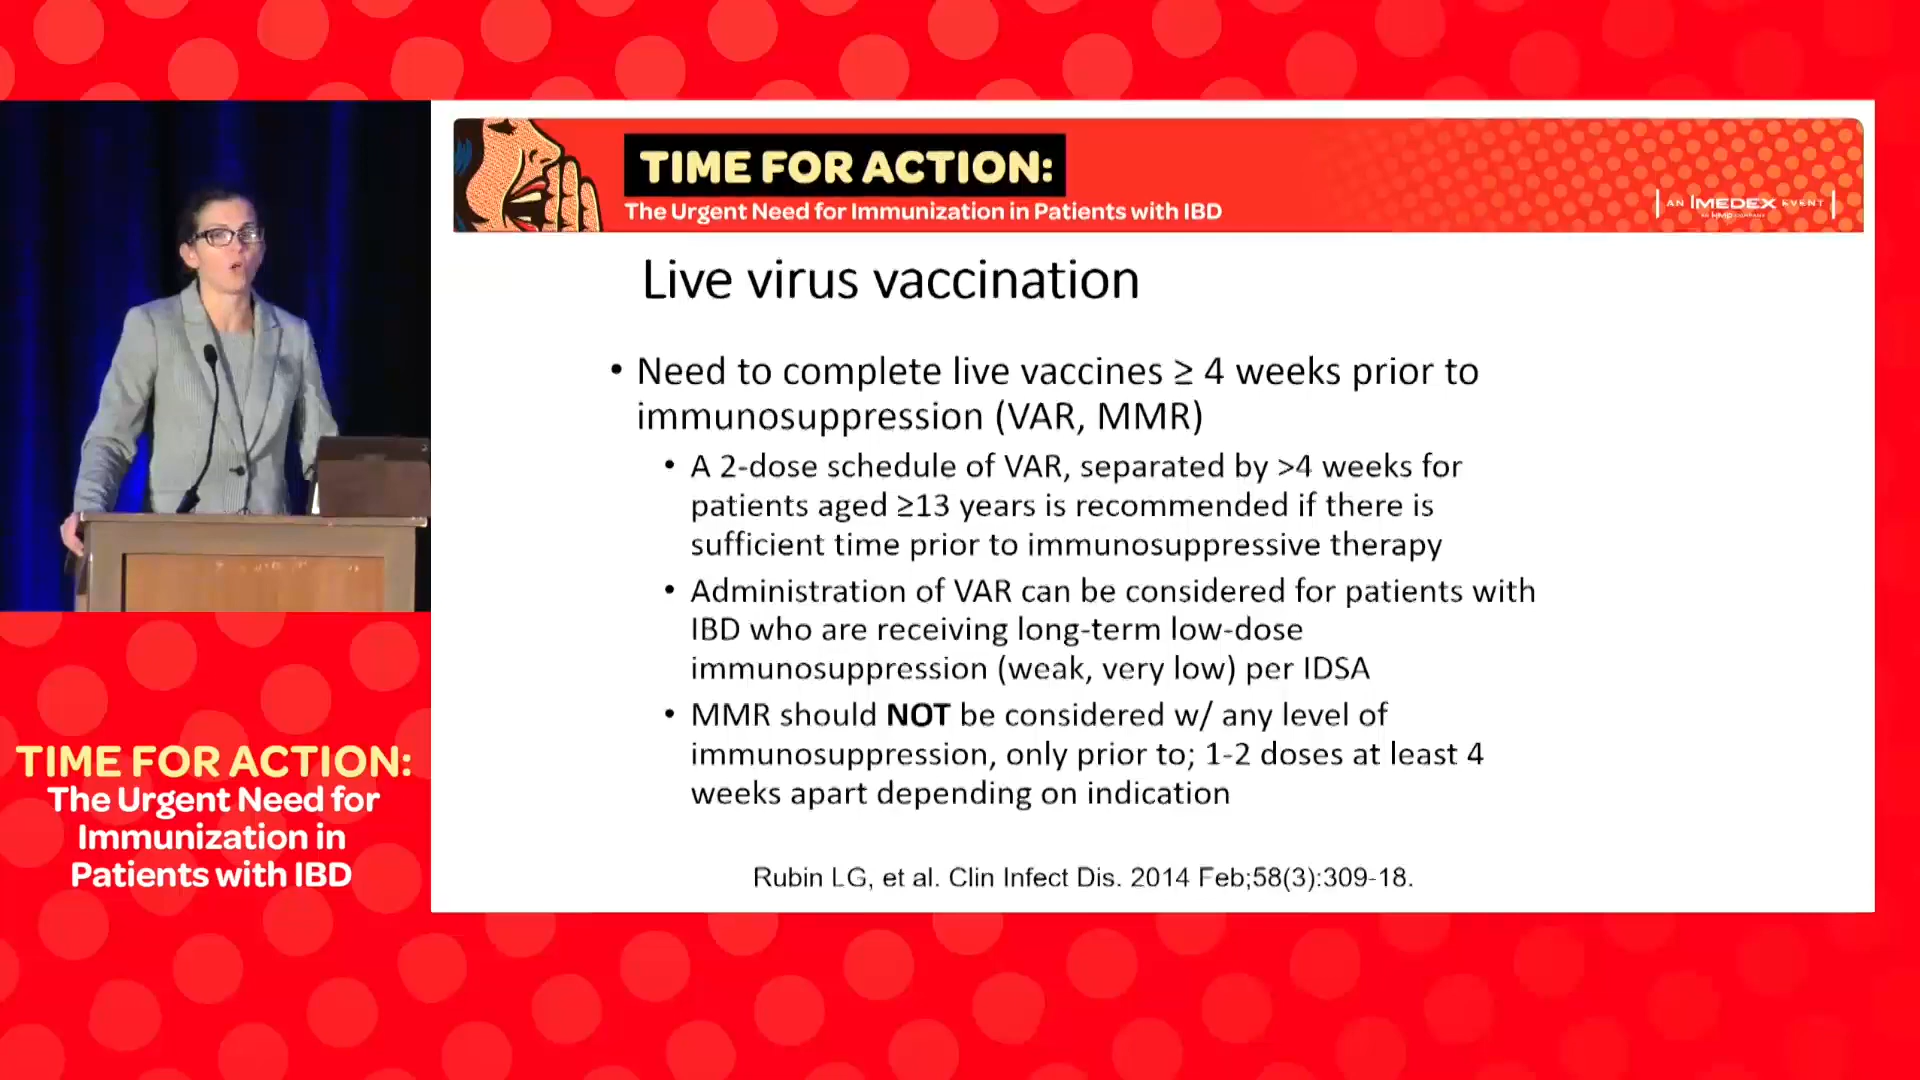 TIME FOR ACTION:
The Urgent Need for Immunization in Patients with IBD
AN IMEDEX EVENT
AN HMP COMPANY
Live virus vaccination
• Need to complete live vaccines ≥ 4 weeks prior to
immunosuppression (VAR, MMR)
• A 2-dose schedule of VAR, separated by >4 weeks for
patients aged ≥13 years is recommended if there is
sufficient time prior to immunosuppressive therapy
• Administration of VAR can be considered for patients with
IBD who are receiving long-term low-dose
immunosuppression (weak, very low) per IDSA
• MMR should NOT be considered w/ any level of
immunosuppression, only prior to; 1-2 doses at least 4
weeks apart depending on indication
Rubin LG, et al. Clin Infect Dis. 2014 Feb;58(3):309-18.
TIME FOR ACTION:
The Urgent Need for
Immunization in
Patients with IBD